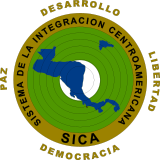 DESARROLLO
PAZ
LIBERTAD
SISTEMA DE LA INTEGRACION CENTROAMERICANA
SICA
DEMOCRACIA